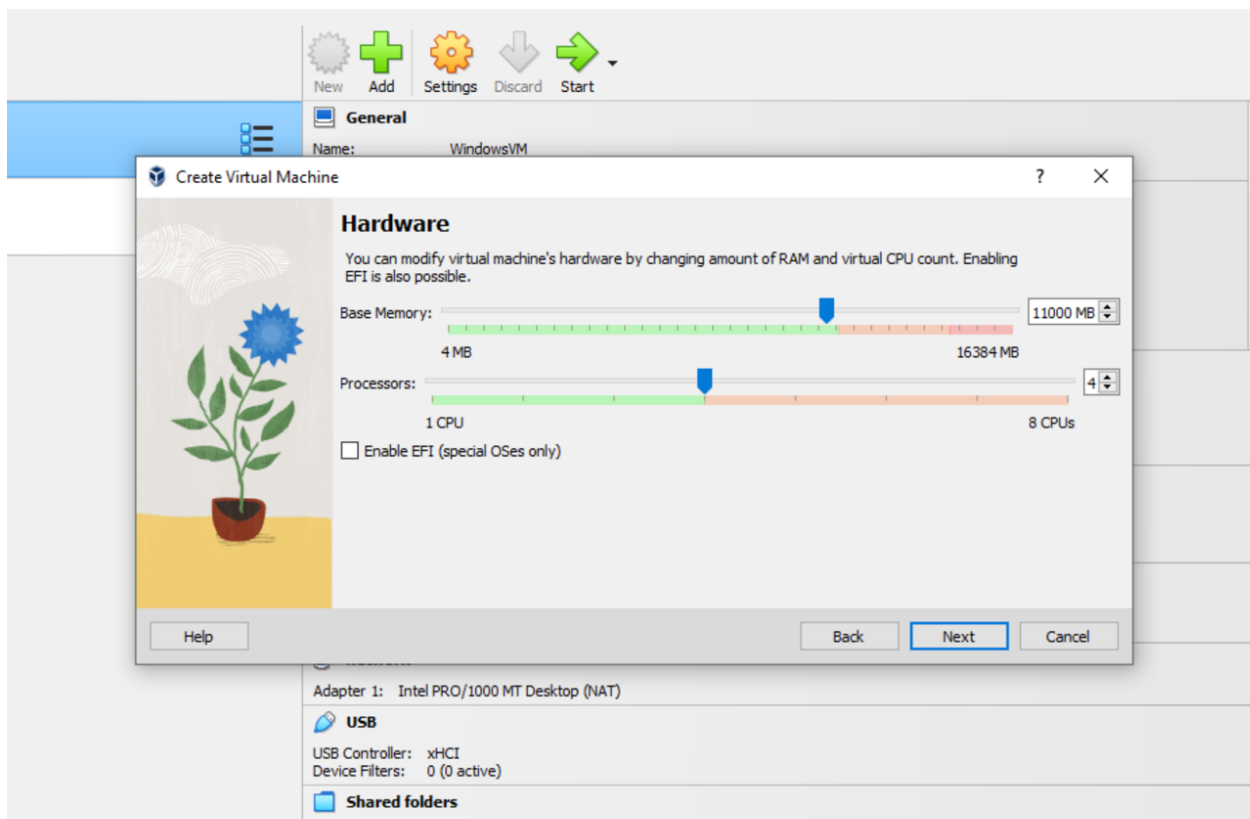 New Add Settings Discard Start
General
Name: WindowsVM
Create Virtual Machine ? X
Hardware
You can modify virtual machine's hardware by changing amount of RAM and virtual CPU count. Enabling
EFI is also possible.
Base Memory: 11000 MB
4 MB 16384 MB
Processors: 4
1 CPU 8 CPUs
Enable EFI (special OSes only)
Help Back Next Cancel
Adapter 1: Intel PRO/1000 MT Desktop (NAT)
USB
USB Controller: xHCI
Device Filters: 0 (0 active)
Shared folders